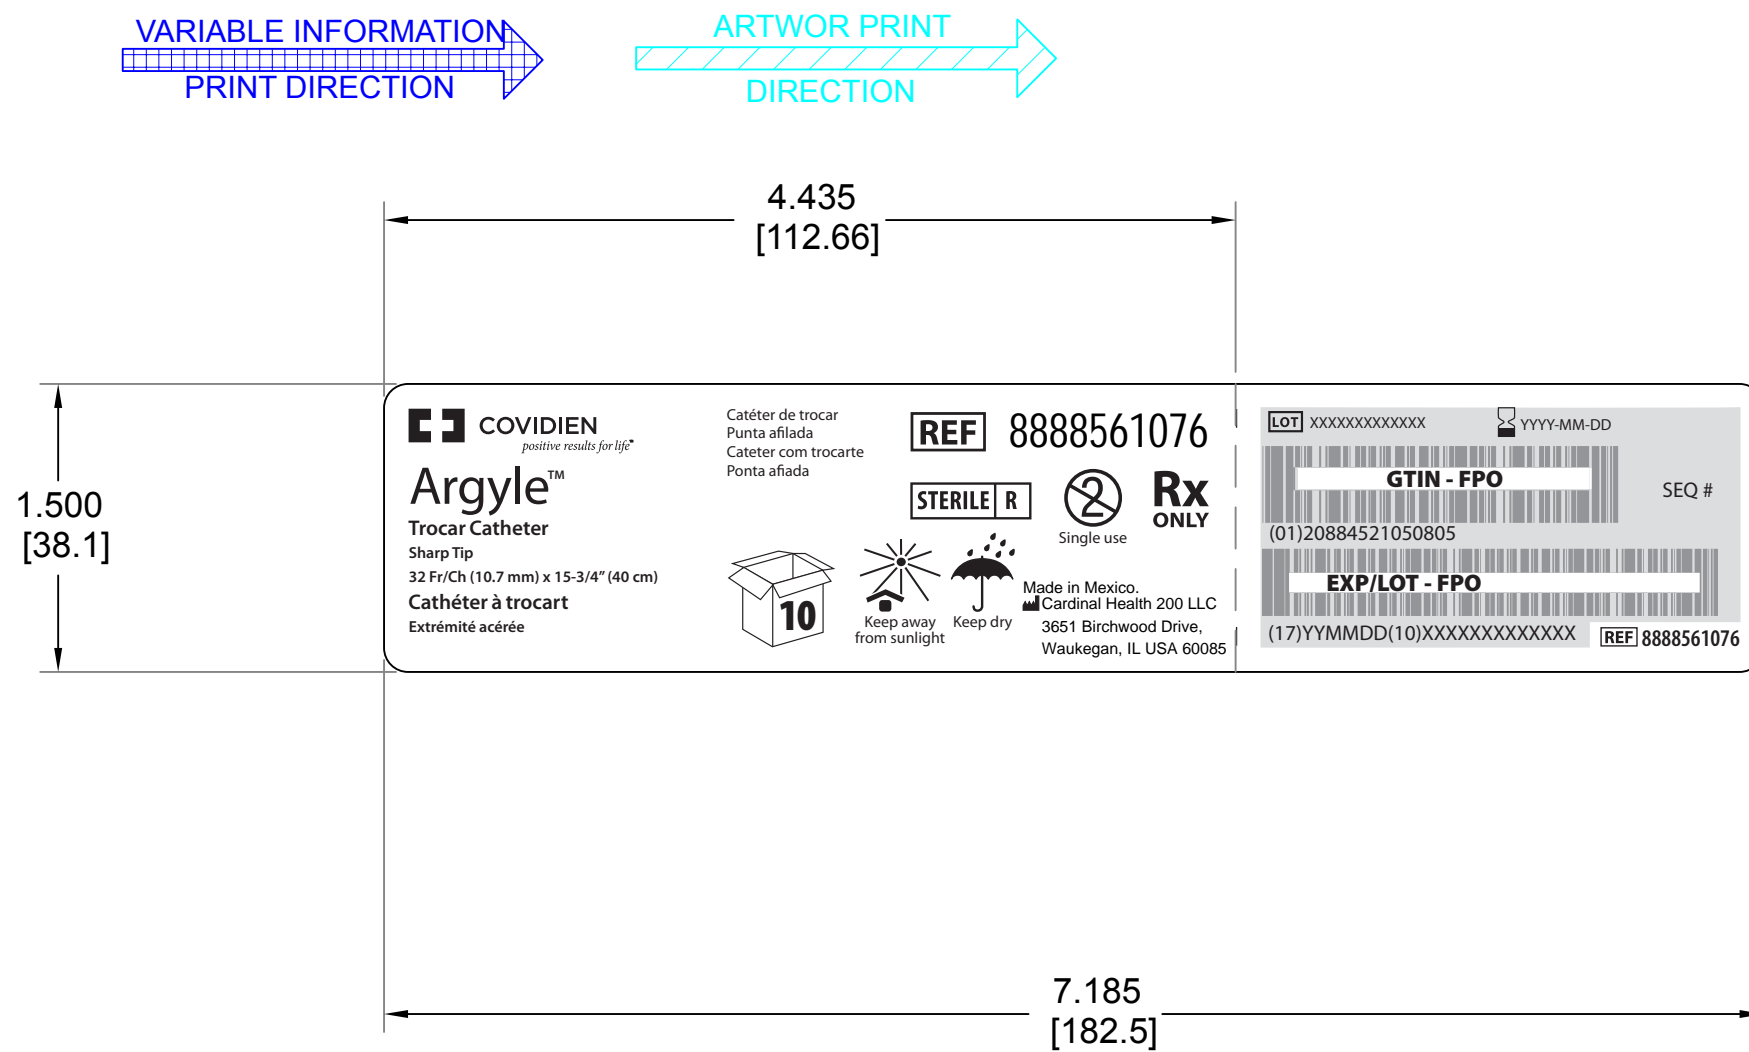 VARIABLE INFORMATION
PRINT DIRECTION
ARTWOR PRINT
DIRECTION
4.435
[112.66]
1.500
[38.1]
COVIDIEN
positive results for life™
Argyle™
Trocar Catheter
Sharp Tip
32 Fr/Ch (10.7 mm) x 15-3/4” (40 cm)
Cathéter à trocart
Extrémité acérée
Catéter de trocar
Punta afilada
Cateter com trocarte
Ponta afiada
REF 8888561076
STERILE R
2
Single use
Rx
ONLY
10
Keep away
from sunlight
Keep dry
Made in Mexico.
Cardinal Health 200 LLC
3651 Birchwood Drive,
Waukegan, IL USA 60085
LOT XXXXXXXXXXXXX
YYYY-MM-DD
GTIN - FPO
SEQ #
(01)20884521050805
EXP/LOT - FPO
(17)YYMMDD(10)XXXXXXXXXXXXX
REF 8888561076
7.185
[182.5]